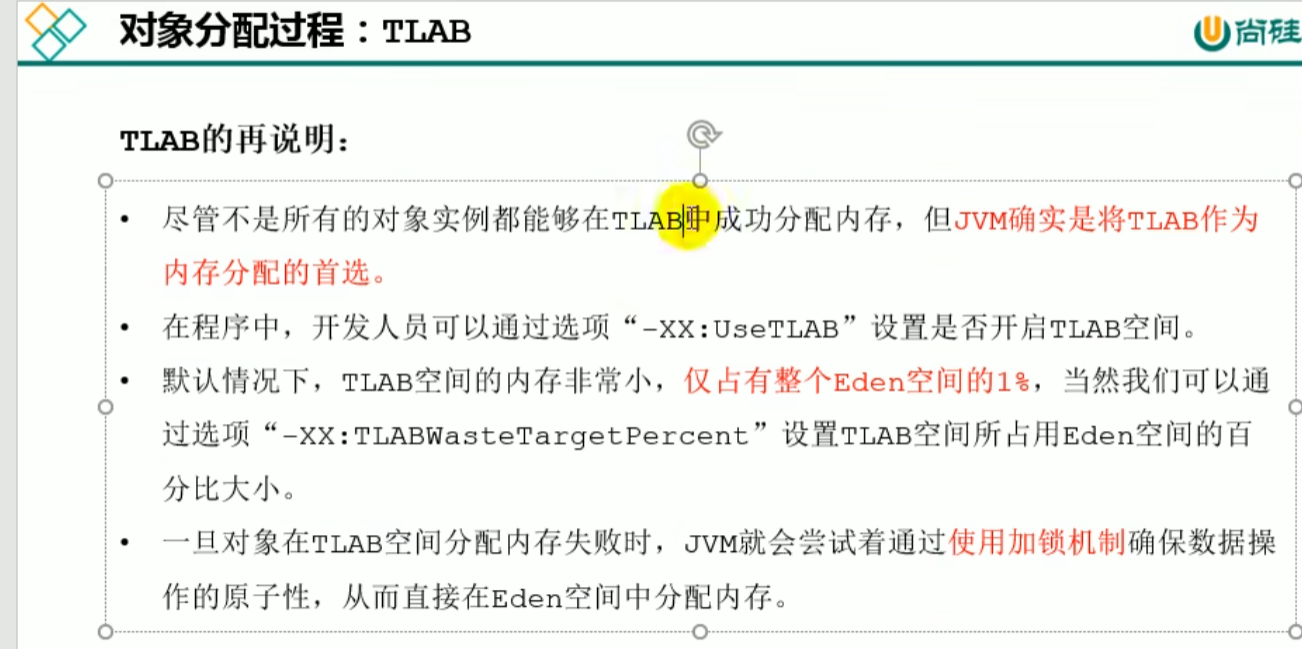 对象分配过程：TLAB
尚硅
TLAB的再说明：
• 尽管不是所有的对象实例都能够在TLAB中成功分配内存，但JVM确实是将TLAB作为
内存分配的首选。
• 在程序中，开发人员可以通过选项“-XX:UseTLAB”设置是否开启TLAB空间。
• 默认情况下，TLAB空间的内存非常小，仅占有整个Eden空间的1%，当然我们可以通
过选项“-XX:TLABWasteTargetPercent”设置TLAB空间所占用Eden空间的百
分比大小。
• 一旦对象在TLAB空间分配内存失败时，JVM就会尝试着通过使用加锁机制确保数据操
作的原子性，从而直接在Eden空间中分配内存。